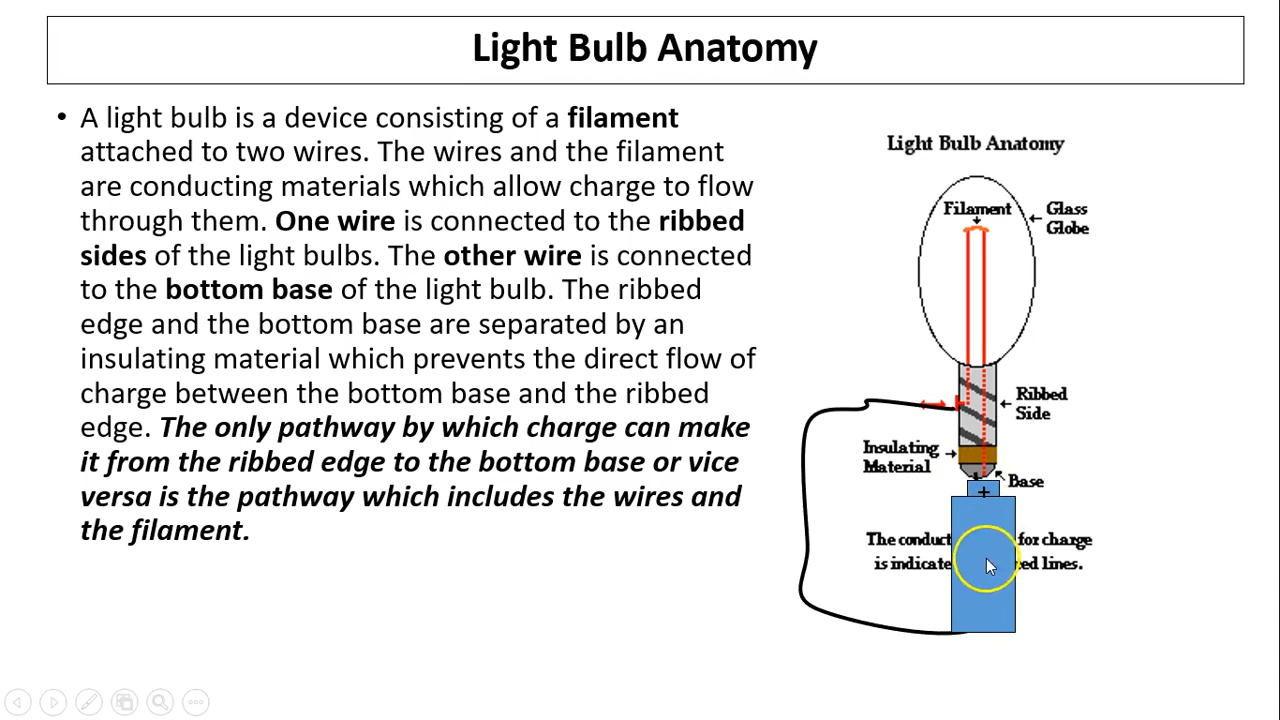 Light Bulb Anatomy
• A light bulb is a device consisting of a filament
attached to two wires. The wires and the filament
are conducting materials which allow charge to flow
through them. One wire is connected to the ribbed
sides of the light bulbs. The other wire is connected
to the bottom base of the light bulb. The ribbed
edge and the bottom base are separated by an
insulating material which prevents the direct flow of
charge between the bottom base and the ribbed
edge. The only pathway by which charge can make
it from the ribbed edge to the bottom base or vice
versa is the pathway which includes the wires and
the filament.
Light Bulb Anatomy
Filament
Glass
Globe
Ribbed
Side
Insulating
Material
Base
+
The conduct for charge
is indicate ed lines.